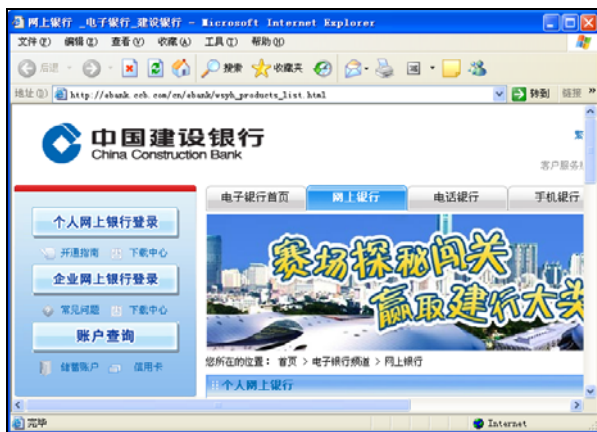 网上银行 _电子银行_建设银行 - Microsoft Internet Explorer
文件(F) 编辑(E) 查看(V) 收藏(A) 工具(T) 帮助(H)
后退 搜索 收藏夹
地址(D) http://ebank.ccb.com/cn/ebank/wsyh_products_list.html 转到 链接 »
中国建设银行
China Construction Bank
客户服务
电子银行首页 网上银行 电话银行 手机银行
个人网上银行登录
开通指南 下载中心
企业网上银行登录
常见问题 下载中心
账户查询
储蓄账户 信用卡
赛场探秘闯关
赢取建行大奖
您所在的位置: 首页 > 电子银行频道 > 网上银行
个人网上银行
完毕 Internet